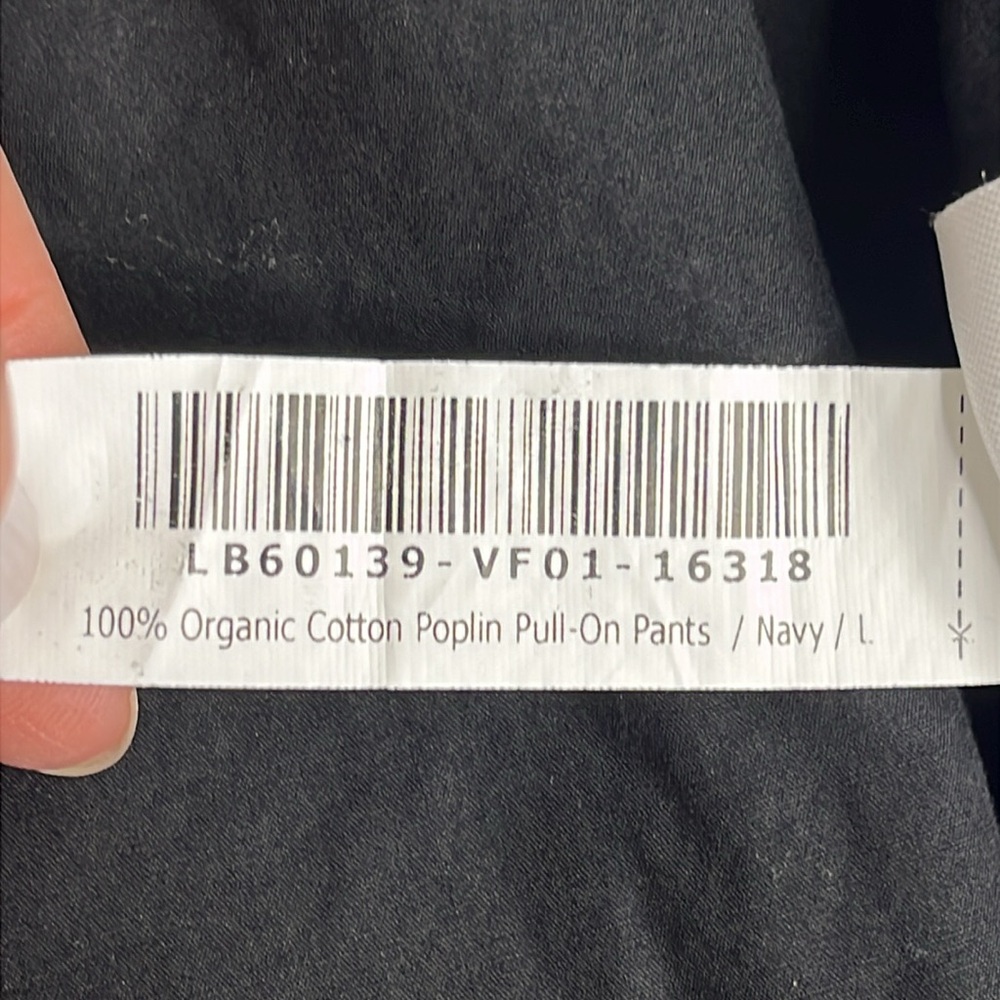 LB60139-VF01-16318
100% Organic Cotton Poplin Pull-On Pants / Navy / L